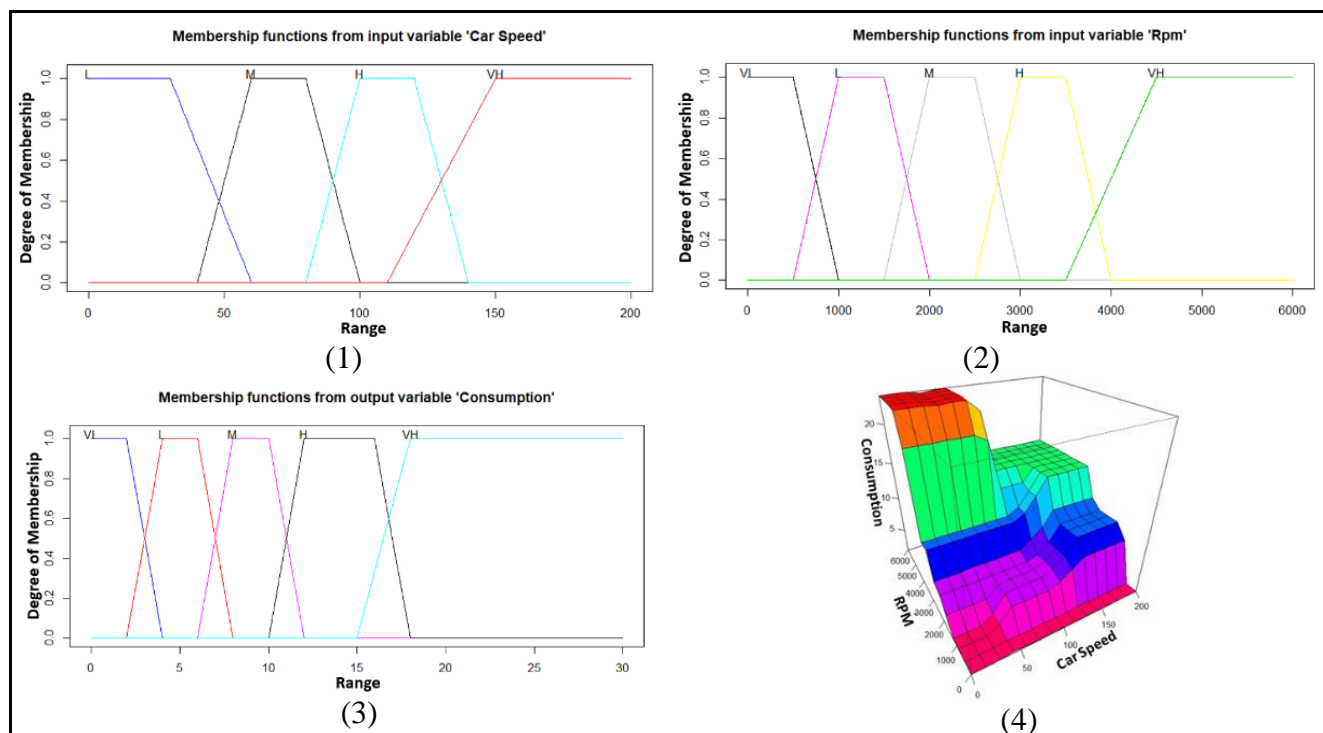 Membership functions from input variable 'Car Speed'
L M H VH
Degree of Membership
0.0 0.2 0.4 0.6 0.8 1.0
0 50 100 150 200
Range
(1)
Membership functions from input variable 'Rpm'
VL L M H VH
Degree of Membership
0.0 0.2 0.4 0.6 0.8 1.0
0 1000 2000 3000 4000 5000 6000
Range
(2)
Membership functions from output variable 'Consumption'
VL L M H VH
Degree of Membership
0.0 0.2 0.4 0.6 0.8 1.0
0 5 10 15 20 25 30
Range
(3)
Consumption
20
15
10
5
RPM
6000
5000
4000
3000
2000
1000
0
Car Speed
0 50 100 150 200
(4)